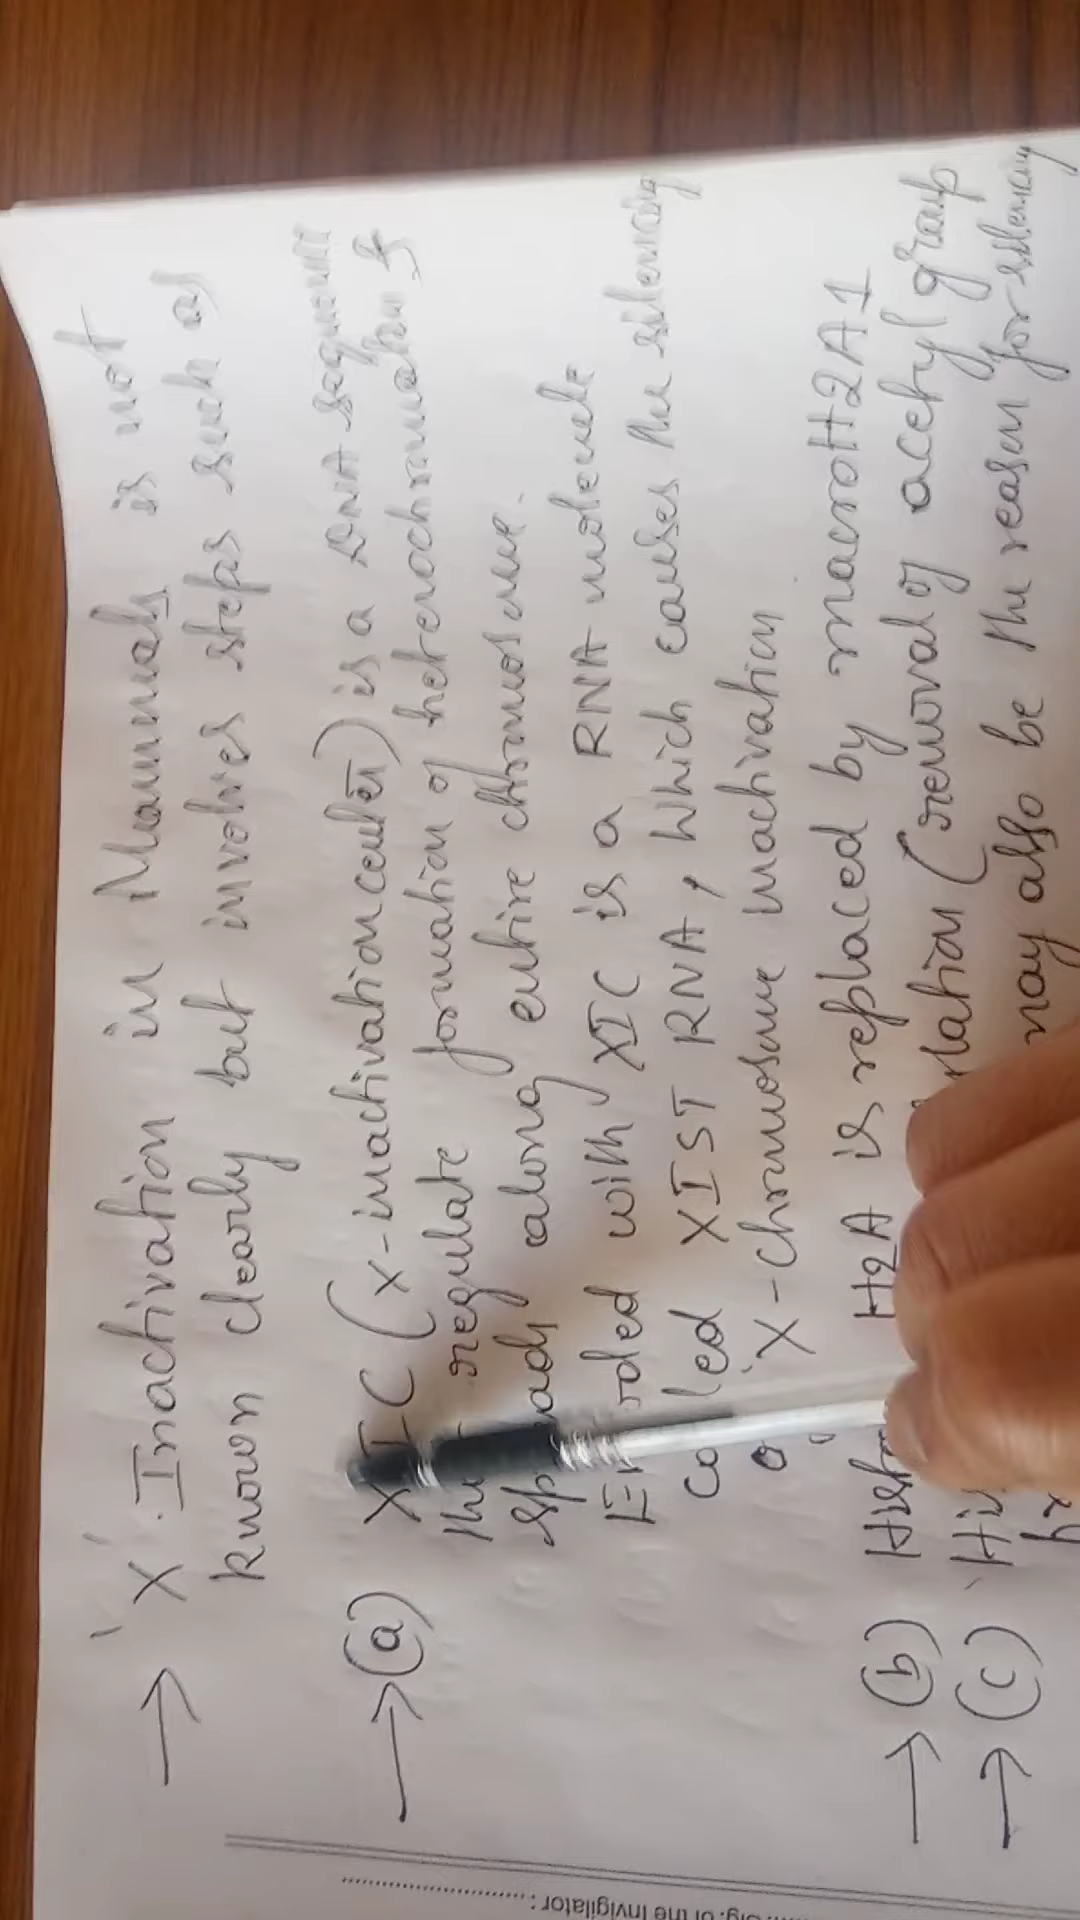 → 'X' Inactivation in Mammals is not
known clearly but involves steps such as
→ (a) XIC (X-inactivation center) is a DNA sequence
the regulate formation of heterochromatin &
along entire chromosome.
with XIC is a RNA molecule
XIST RNA, which causes the silencing
X-chromosome inactivation
→ (b) H2A is replaced by macroH2A1
→ (c) (removal of acetyl group
may also be the reason for silencing
Sig. of the Invigilator :